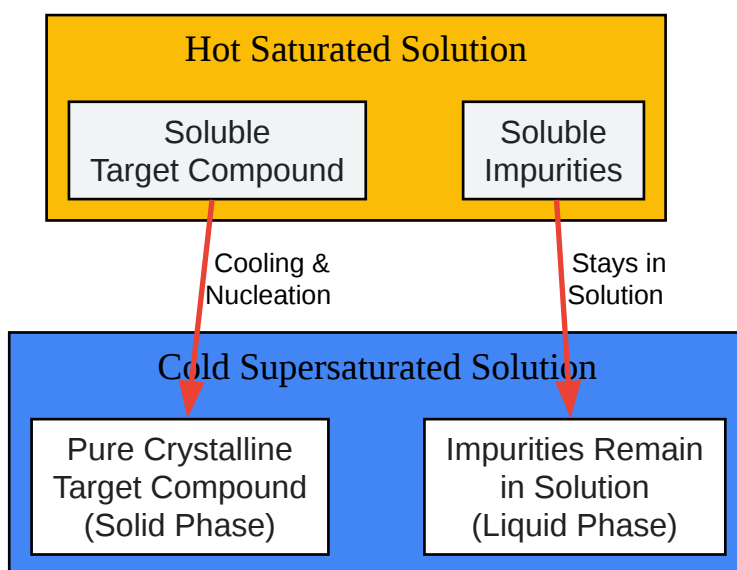 Hot Saturated Solution
Soluble
Target Compound
Soluble
Impurities
Cooling &
Nucleation
Stays in
Solution
Cold Supersaturated Solution
Pure Crystalline
Target Compound
(Solid Phase)
Impurities Remain
in Solution
(Liquid Phase)